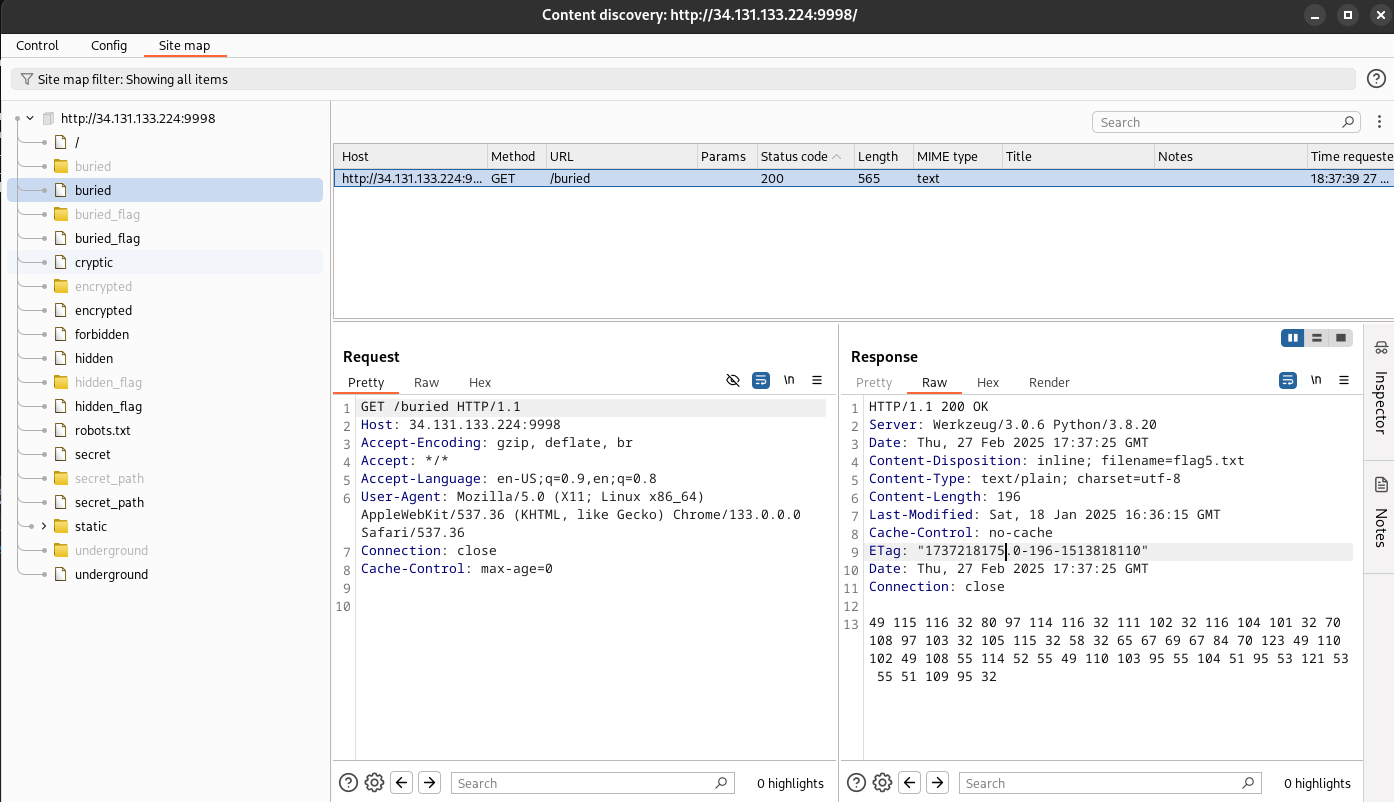 Content discovery: http://34.131.133.224:9998/
Control Config Site map
Site map filter: Showing all items
http://34.131.133.224:9998
/
buried
buried
buried_flag
buried_flag
cryptic
encrypted
encrypted
forbidden
hidden
hidden_flag
hidden_flag
robots.txt
secret
secret_path
secret_path
static
underground
underground
Search
Host Method URL Params Status code Length MIME type Title Notes Time requeste
http://34.131.133.224:9... GET /buried 200 565 text 18:37:39 27 ...
Request
Pretty Raw Hex \n
1 GET /buried HTTP/1.1
2 Host: 34.131.133.224:9998
3 Accept-Encoding: gzip, deflate, br
4 Accept: */*
5 Accept-Language: en-US;q=0.9,en;q=0.8
6 User-Agent: Mozilla/5.0 (X11; Linux x86_64)
AppleWebKit/537.36 (KHTML, like Gecko) Chrome/133.0.0.0
Safari/537.36
7 Connection: close
8 Cache-Control: max-age=0
9
10
Search
0 highlights
Response
Pretty Raw Hex Render \n
1 HTTP/1.1 200 OK
2 Server: Werkzeug/3.0.6 Python/3.8.20
3 Date: Thu, 27 Feb 2025 17:37:25 GMT
4 Content-Disposition: inline; filename=flag5.txt
5 Content-Type: text/plain; charset=utf-8
6 Content-Length: 196
7 Last-Modified: Sat, 18 Jan 2025 16:36:15 GMT
8 Cache-Control: no-cache
9 ETag: "1737218175.0-196-1513818110"
10 Date: Thu, 27 Feb 2025 17:37:25 GMT
11 Connection: close
12
13 49 115 116 32 80 97 114 116 32 111 102 32 116 104 101 32 70
108 97 103 32 105 115 32 58 32 65 67 69 67 84 70 123 49 110
102 49 108 55 114 52 55 49 110 103 95 55 104 51 95 53 121 53
55 51 109 95 32
Search
0 highlights
Inspector
Notes